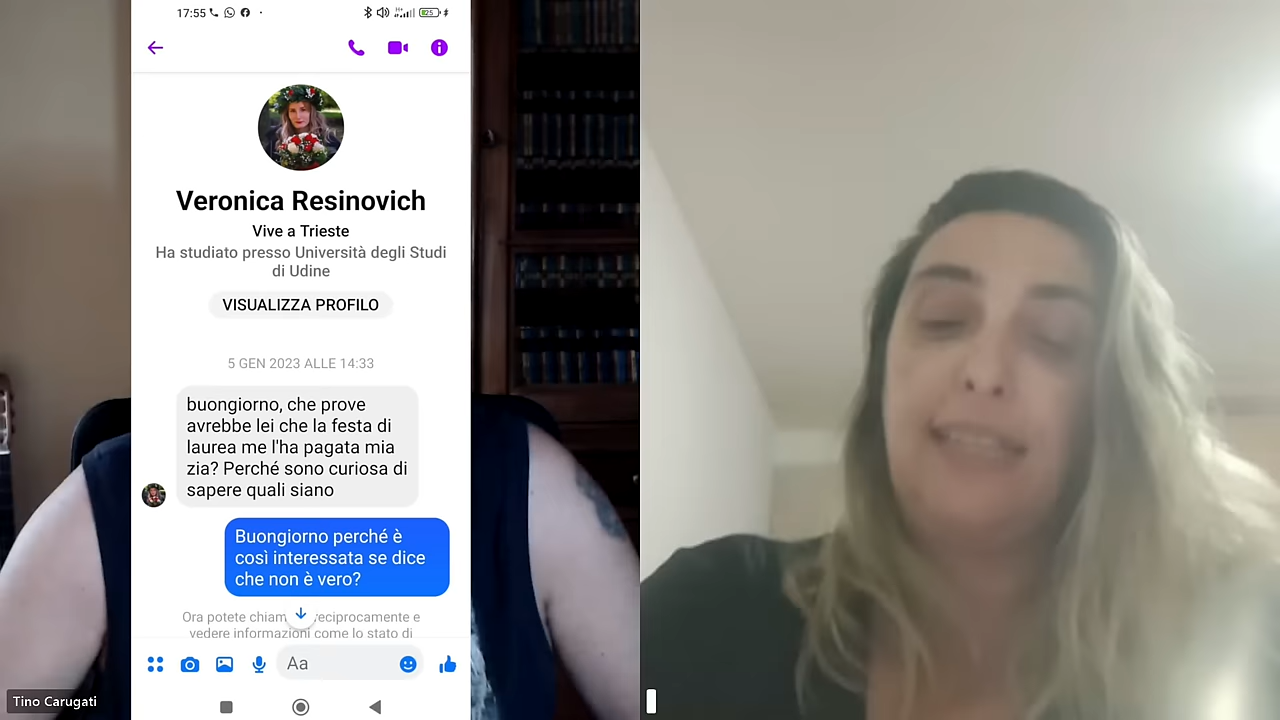 17:55
H+
25
Veronica Resinovich
Vive a Trieste
Ha studiato presso Università degli Studi
di Udine
VISUALIZZA PROFILO
5 GEN 2023 ALLE 14:33
buongiorno, che prove
avrebbe lei che la festa di
laurea me l'ha pagata mia
zia? Perché sono curiosa di
sapere quali siano
Buongiorno perché è
così interessata se dice
che non è vero?
Ora potete chiam reciprocamente e
vedere informazioni come lo stato di
Aa
Tino Carugati